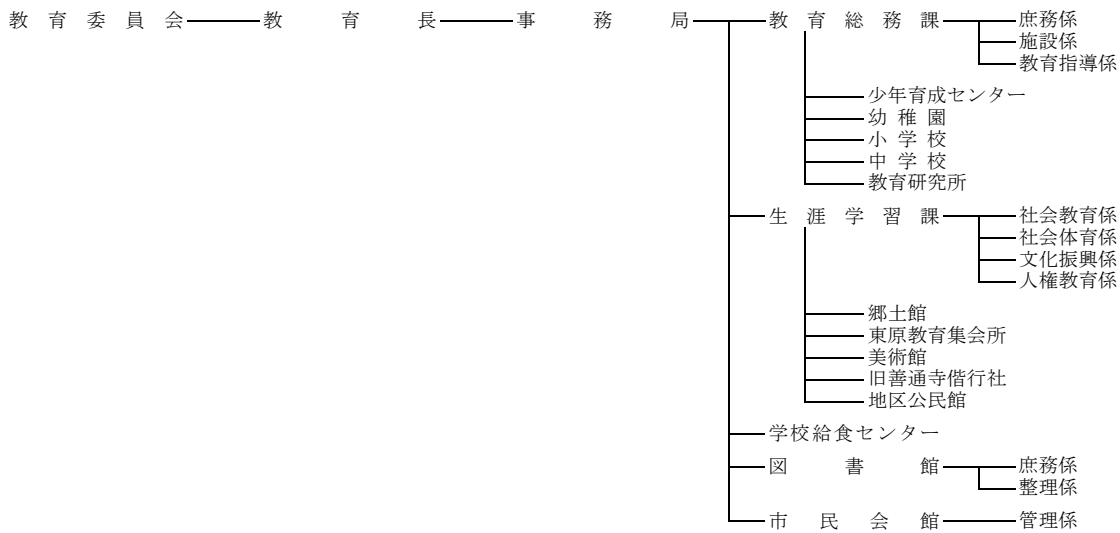 教育委員会 教育長 事務局 教育総務課 庶務係
施設係
教育指導係
少年育成センター
幼稚園
小学校
中学校
教育研究所
生涯学習課 社会教育係
社会体育係
文化振興係
人権教育係
郷土館
東原教育集会所
美術館
旧善通寺偕行社
地区公民館
学校給食センター
図書館 庶務係
整理係
市民会館 管理係